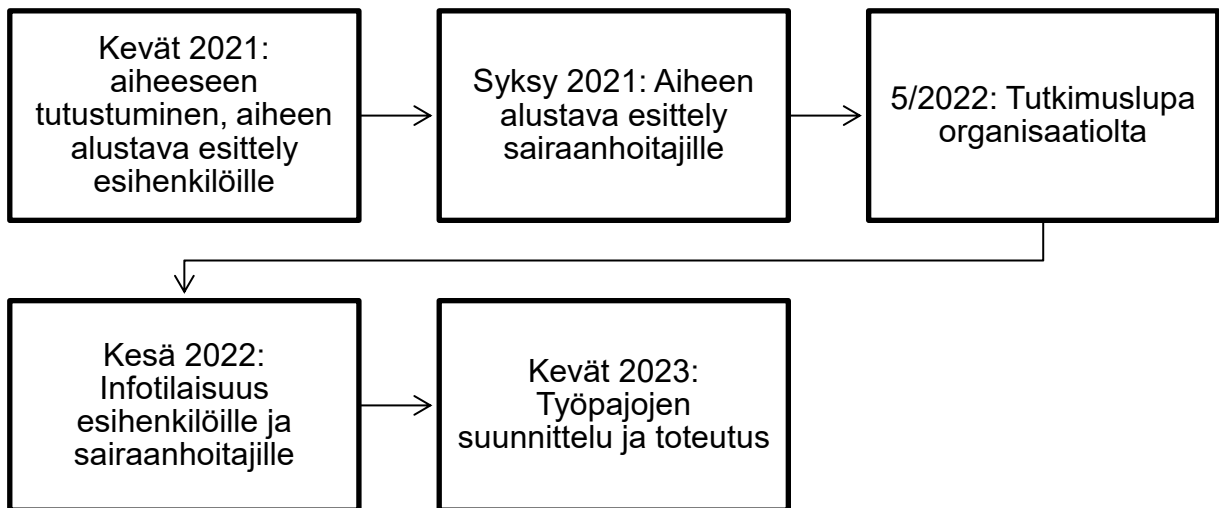 Kevät 2021:
aiheeseen
tutustuminen, aiheen
alustava esittely
esihenkilöille
Syksy 2021: Aiheen
alustava esittely
sairaanhoitajille
5/2022: Tutkimuslupa
organisaatiolta
Kesä 2022:
Infotilaisuus
esihenkilöille ja
sairaanhoitajille
Kevät 2023:
Työpajojen
suunnittelu ja toteutus